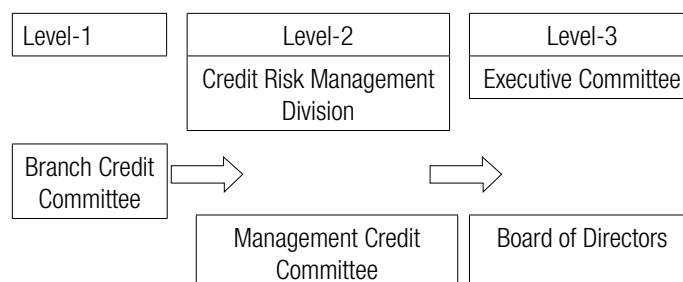 Level-1
Level-2
Level-3
Credit Risk Management
Division
Executive Committee
Branch Credit
Committee
Management Credit
Committee
Board of Directors